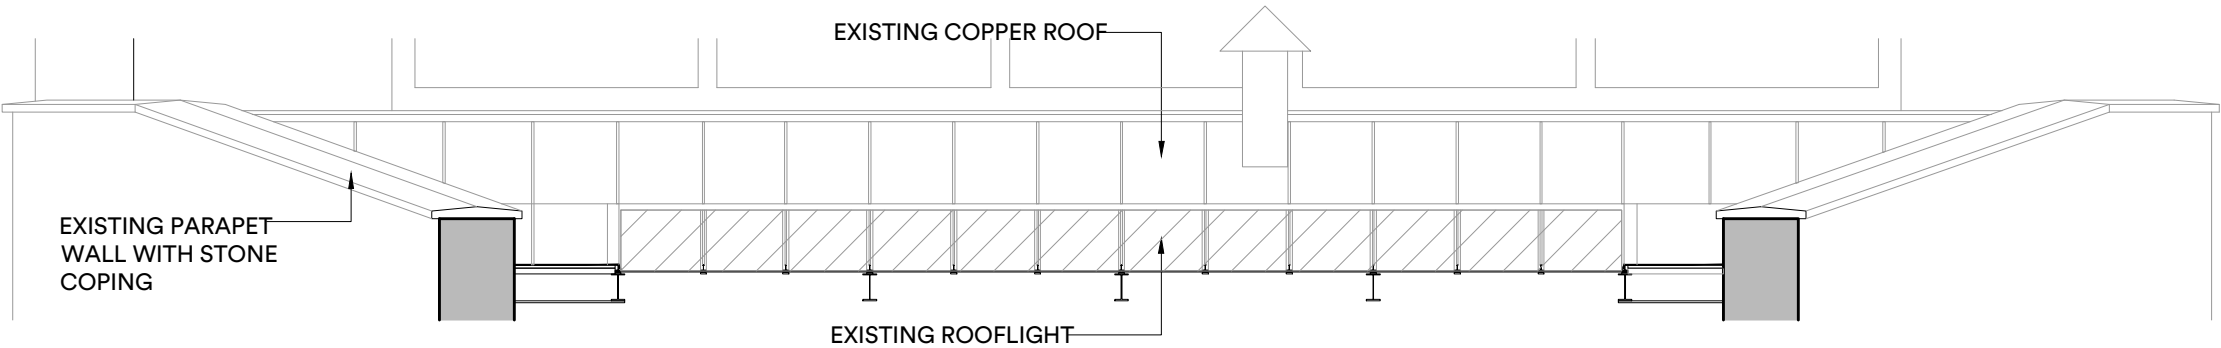 EXISTING COPPER ROOF
EXISTING PARAPET
WALL WITH STONE
COPING
EXISTING ROOFLIGHT